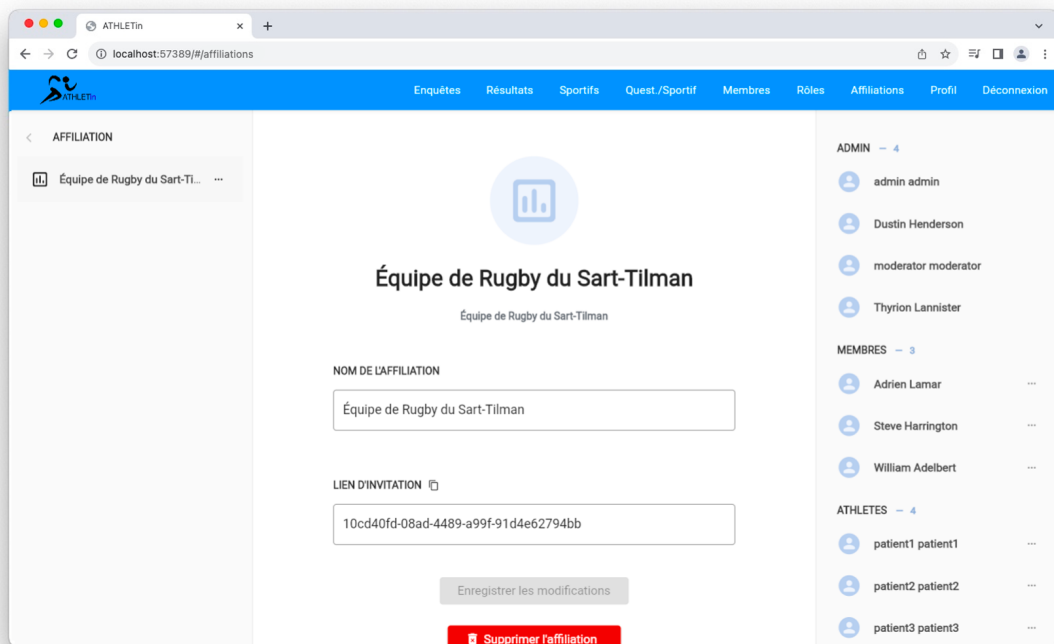 ATHLETin
localhost:57389/#/affiliations
ATHLETin
Enquêtes Résultats Sportifs Quest./Sportif Membres Rôles Affiliations Profil Déconnexion
AFFILIATION
Équipe de Rugby du Sart-Ti...
Équipe de Rugby du Sart-Tilman
Équipe de Rugby du Sart-Tilman
NOM DE L'AFFILIATION
Équipe de Rugby du Sart-Tilman
LIEN D'INVITATION
10cd40fd-08ad-4489-a99f-91d4e62794bb
Enregistrer les modifications
Supprimer l'affiliation
ADMIN — 4
admin admin
Dustin Henderson
moderator moderator
Thyrion Lannister
MEMBRES — 3
Adrien Lamar
Steve Harrington
William Adelbert
ATHLETES — 4
patient1 patient1
patient2 patient2
patient3 patient3